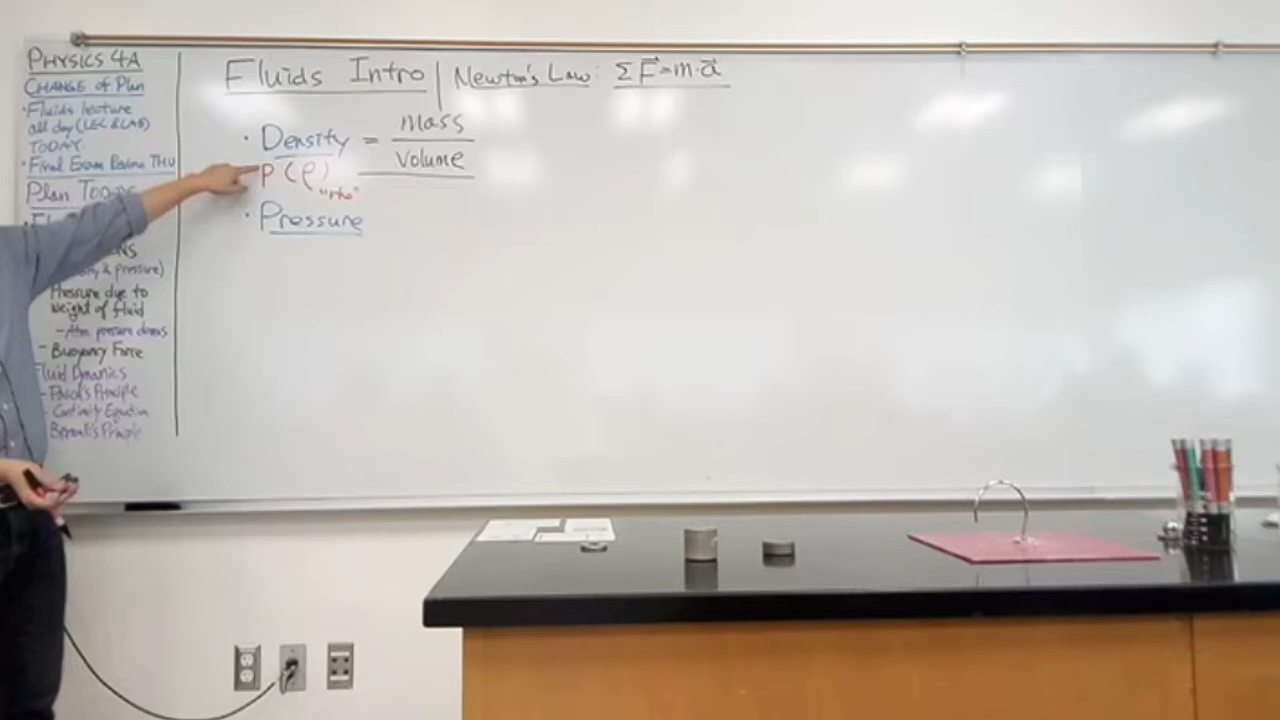 PHYSICS 4A
CHANGE of Plan
• Fluids lecture
all day (LEC & LAB)
TODAY
• Final Exam Review THU
Plan TODAY
& pressure)
Pressure due to
weight of fluid
- Atm. pressure demos
- Buoyancy Force
Fluid Dynamics
- Pascal's Principle
- Continuity Equation
Bernoulli's Principle
Fluids Intro | Newton's Law: ΣF⃗=m·a⃗
• Density = mass
volume
P (ρ) "rho"
• Pressure